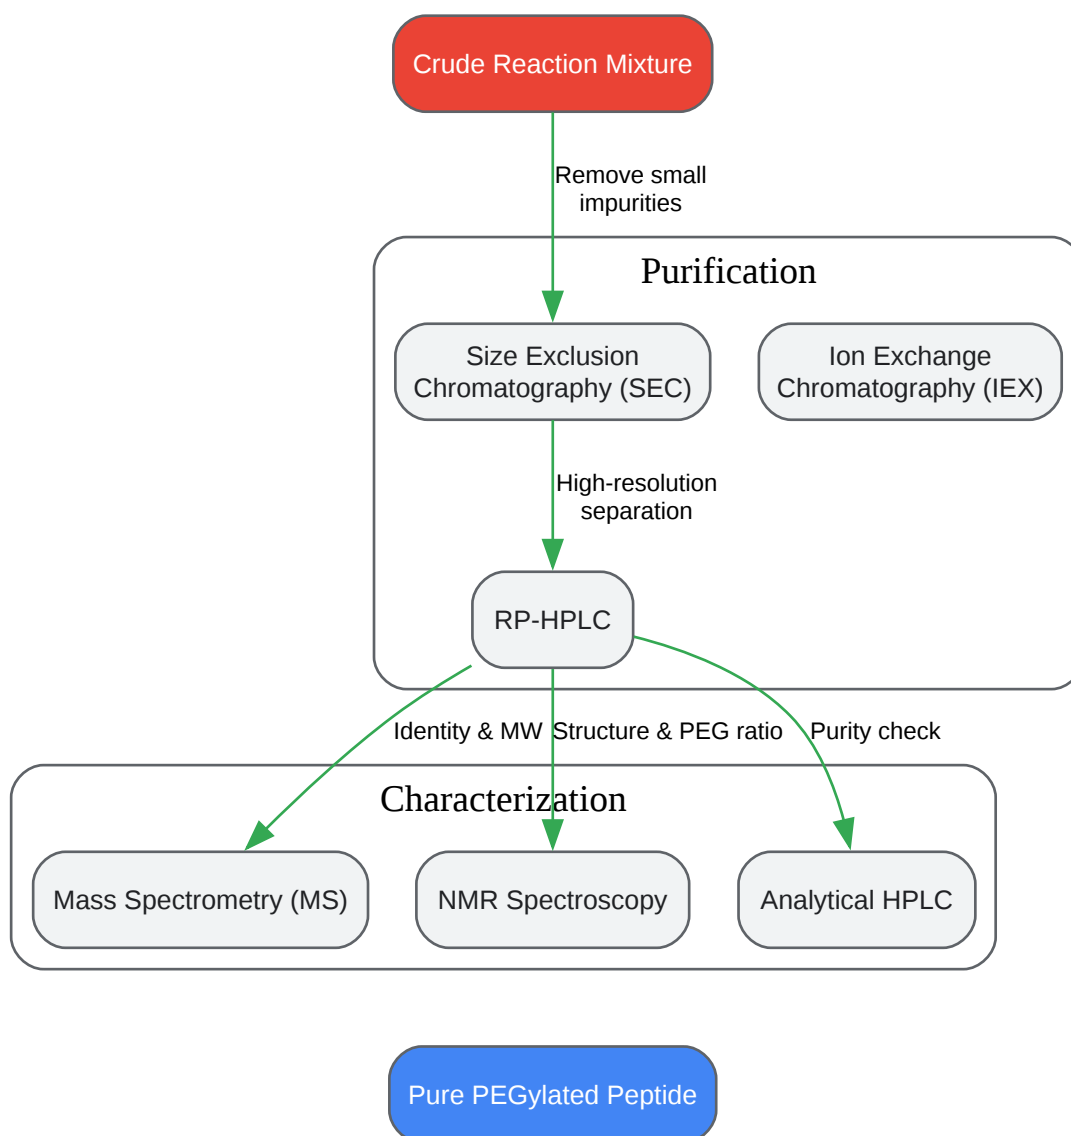 Crude Reaction Mixture
Remove small
impurities
Purification
Size Exclusion
Chromatography (SEC)
Ion Exchange
Chromatography (IEX)
High-resolution
separation
RP-HPLC
Identity & MW
Structure & PEG ratio
Purity check
Characterization
Mass Spectrometry (MS)
NMR Spectroscopy
Analytical HPLC
Pure PEGylated Peptide